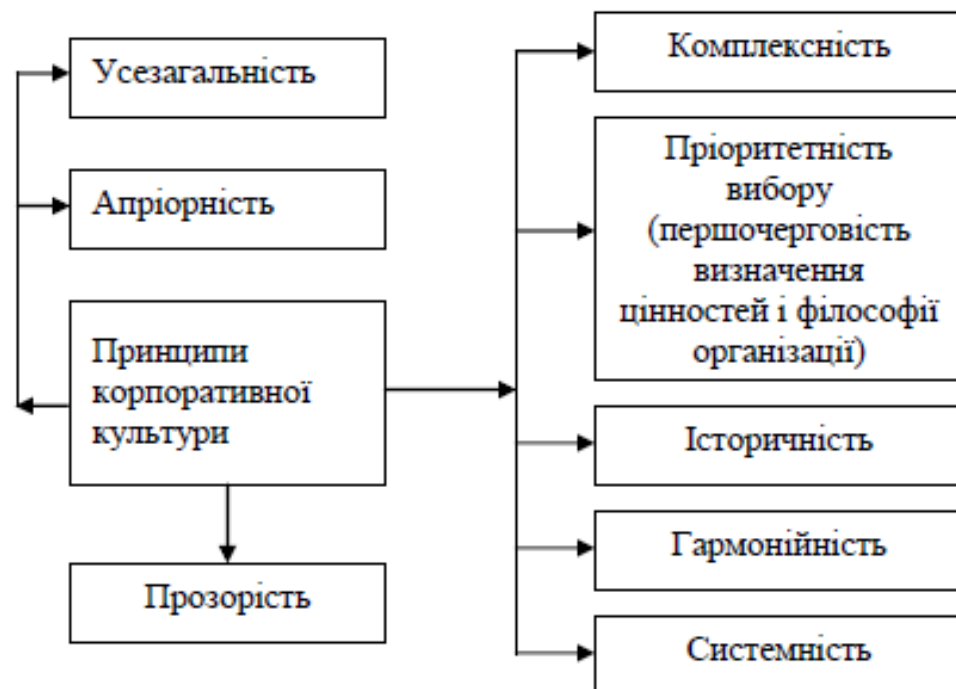 Усезагальність
Апріорність
Принципи
корпоративної
культури
Прозорість
Комплексність
Пріоритетність
вибору
(першочерговість
визначення
цінностей і філософії
організації)
Історичність
Гармонійність
Системність